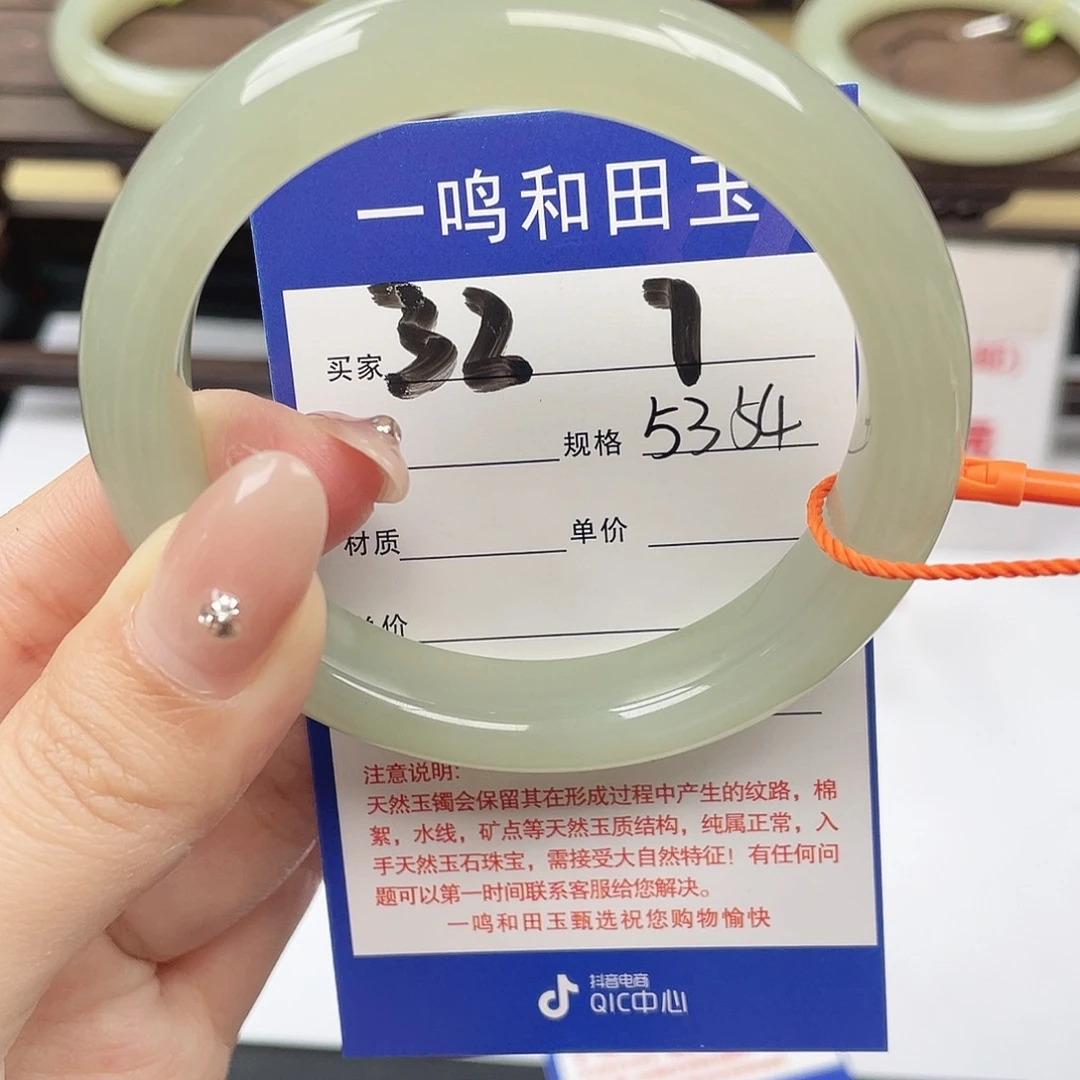 一鸣和田玉
买家 32 7
规格 5354
材质 单价
价
注意说明:
天然玉镯会保留其在形成过程中产生的纹路，棉
絮，水线，矿点等天然玉质结构，纯属正常，入
手天然玉石珠宝，需接受大自然特征！有任何问
题可以第一时间联系客服给您解决。
一鸣和田玉甄选祝您购物愉快
抖音电商
QIC中心